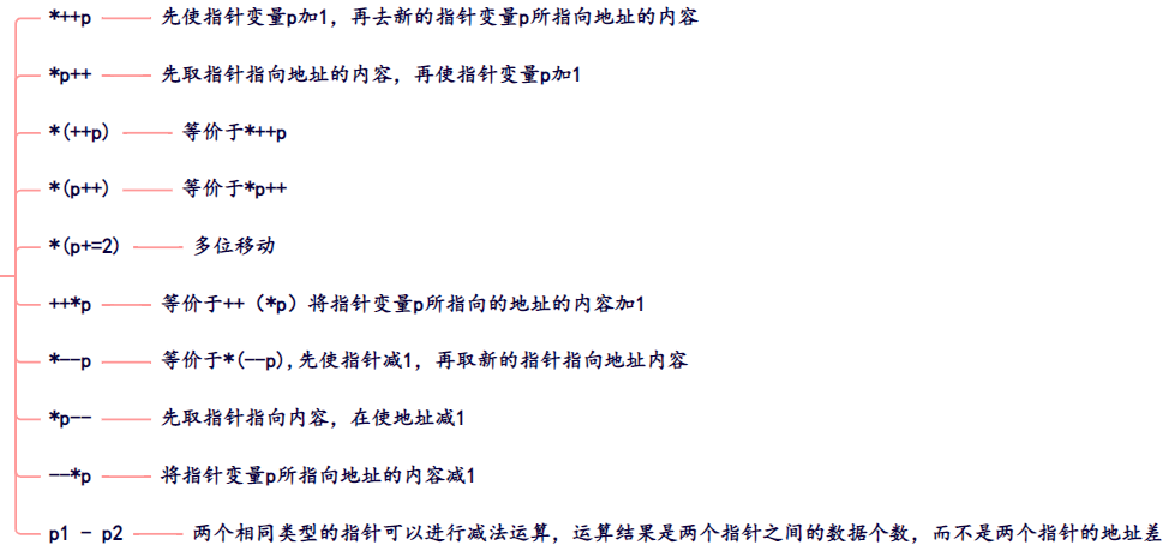 *++p 先使指针变量p加1，再去新的指针变量p所指向地址的内容
*p++ 先取指针指向地址的内容，再使指针变量p加1
*(++p) 等价于*++p
*(p++) 等价于*p++
*(p+=2) 多位移动
++*p 等价于++（*p）将指针变量p所指向的地址的内容加1
*--p 等价于*(--p),先使指针减1，再取新的指针指向地址内容
*p-- 先取指针指向内容，在使地址减1
--*p 将指针变量p所指向地址的内容减1
p1 - p2 两个相同类型的指针可以进行减法运算，运算结果是两个指针之间的数据个数，而不是两个指针的地址差